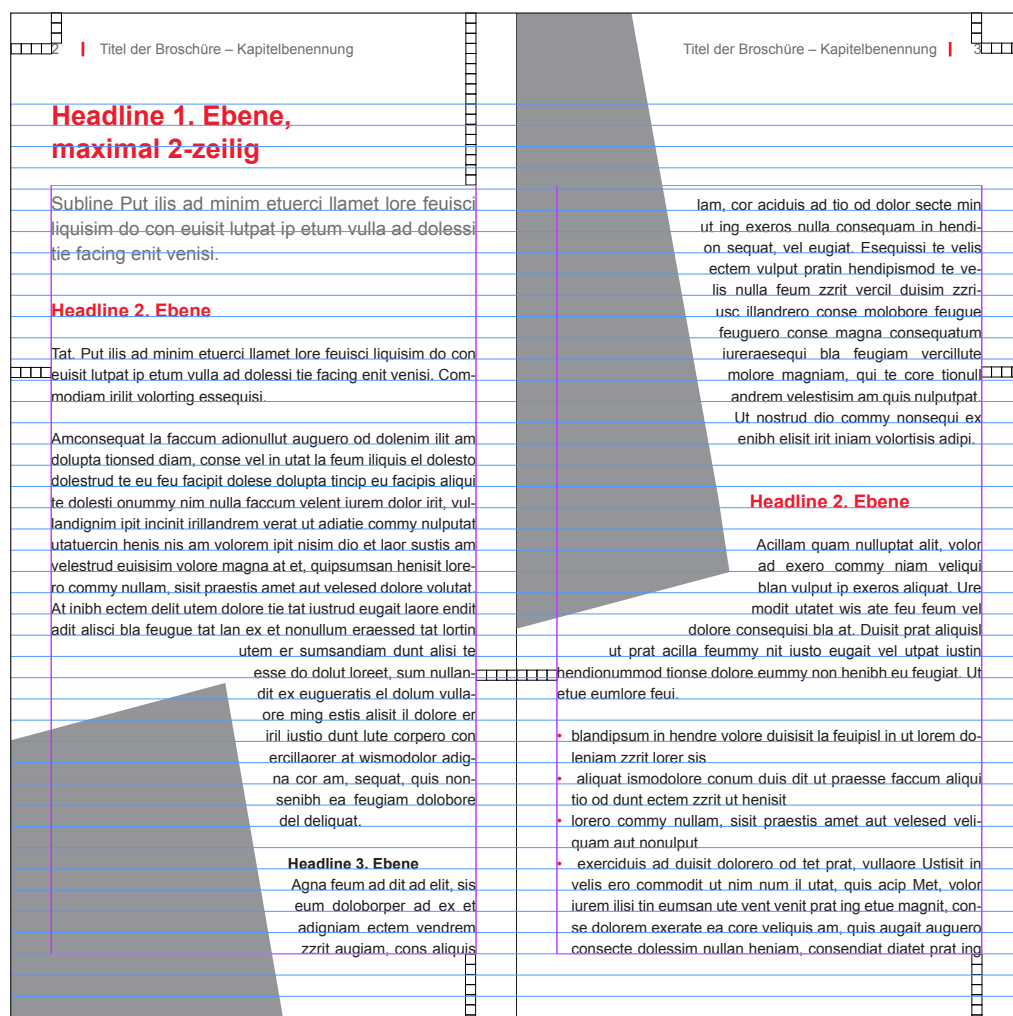 2 | Titel der Broschüre – Kapitelbenennung
Headline 1. Ebene,
maximal 2-zeilig
Subline Put ilis ad minim etuerci llamet lore feuisci
liquisim do con euisit lutpat ip etum vulla ad dolessi
tie facing enit venisi.
Headline 2. Ebene
Tat. Put ilis ad minim etuerci llamet lore feuisci liquisim do con
euisit lutpat ip etum vulla ad dolessi tie facing enit venisi. Com-
modiam irilit volorting essequisi.
Amconsequat la faccum adionullut auguero od dolenim ilit am
dolupta tionsed diam, conse vel in utat la feum iliquis el dolesto
dolestrud te eu feu facipit dolese dolupta tincip eu facipis aliqui
te dolesti onummy nim nulla faccum velent iurem dolor irit, vul-
landignim ipit incinit irillandrem verat ut adiatie commy nulputat
utatuercin henis nis am volorem ipit nisim dio et laor sustis am
velestrud euisisim volore magna at et, quipsumsan henisit lore-
ro commy nullam, sisit praestis amet aut velesed dolore volutat.
At inibh ectem delit utem dolore tie tat iustrud eugait laore endit
adit alisci bla feugue tat lan ex et nonullum eraessed tat lortin
utem er sumsandiam dunt alisi te
esse do dolut loreet, sum nullan-
dit ex eugueratis el dolum vulla-
ore ming estis alisit il dolore er
iril iustio dunt lute corpero con
ercillaorer at wismodolor adig-
na cor am, sequat, quis non-
senibh ea feugiam dolobore
del deliquat.
Headline 3. Ebene
Agna feum ad dit ad elit, sis
eum doloborper ad ex et
adigniam ectem vendrem
zzrit augiam, cons aliquis
Titel der Broschüre – Kapitelbenennung | 3
lam, cor aciduis ad tio od dolor secte min
ut ing exeros nulla consequam in hendi-
on sequat, vel eugiat. Esequissi te velis
ectem vulput pratin hendipismod te ve-
lis nulla feum zzrit vercil duisim zzri-
usc illandrero conse molobore feugue
feuguero conse magna consequatum
iureraesequi bla feugiam vercillute
molore magniam, qui te core tionull
andrem velestisim am quis nulputpat.
Ut nostrud dio commy nonsequi ex
enibh elisit irit iniam volortisis adipi.
Headline 2. Ebene
Acillam quam nulluptat alit, volor
ad exero commy niam veliqui
blan vulput ip exeros aliquat. Ure
modit utatet wis ate feu feum vel
dolore consequisi bla at. Duisit prat aliquisl
ut prat acilla feummy nit iusto eugait vel utpat iustin
hendionummod tionse dolore eummy non henibh eu feugiat. Ut
etue eumlore feui.
• blandipsum in hendre volore duisisit la feuipisl in ut lorem do-
leniam zzrit lorer sis
• aliquat ismodolore conum duis dit ut praesse faccum aliqui
tio od dunt ectem zzrit ut henisit
• lorero commy nullam, sisit praestis amet aut velesed veli-
quam aut nonulput
• exerciduis ad duisit dolorero od tet prat, vullaore Ustisit in
velis ero commodit ut nim num il utat, quis acip Met, volor
iurem ilisi tin eumsan ute vent venit prat ing etue magnit, con-
se dolorem exerate ea core veliquis am, quis augait auguero
consecte dolessim nullan heniam, consendiat diatet prat ing